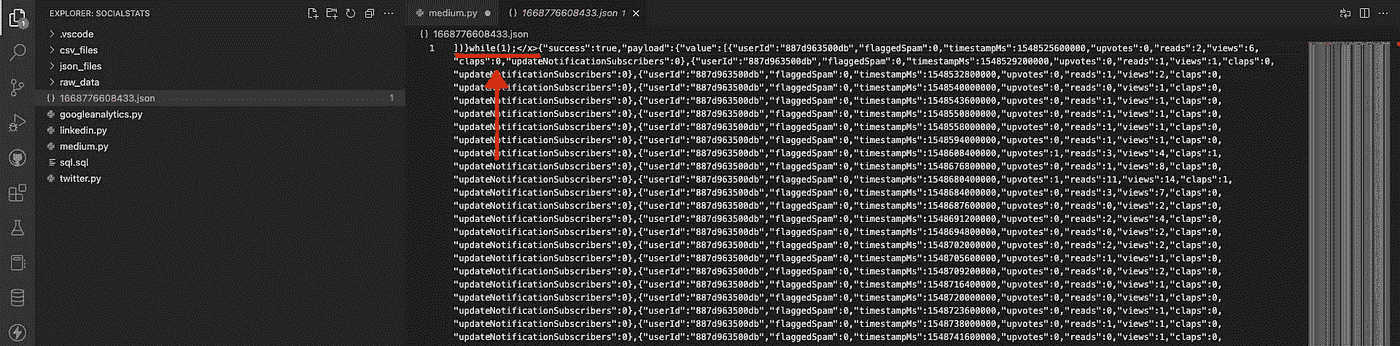 EXPLORER: SOCIALSTATS
.vscode
csv_files
json_files
raw_data
1668776608433.json 1
googleanalytics.py
linkedin.py
medium.py
sql.sql
twitter.py
medium.py
1668776608433.json 1
1668776608433.json
1 ])}while(1);</x>{"success":true,"payload":{"value":[{"userId":"887d963500db","flaggedSpam":0,"timestampMs":1548525600000,"upvotes":0,"reads":2,"views":6,
"claps":0,"updateNotificationSubscribers":0},{"userId":"887d963500db","flaggedSpam":0,"timestampMs":1548529200000,"upvotes":0,"reads":1,"views":1,"claps":0,
"updateNotificationSubscribers":0},{"userId":"887d963500db","flaggedSpam":0,"timestampMs":1548532800000,"upvotes":0,"reads":1,"views":2,"claps":0,
"updateNotificationSubscribers":0},{"userId":"887d963500db","flaggedSpam":0,"timestampMs":1548540000000,"upvotes":0,"reads":0,"views":1,"claps":0,
"updateNotificationSubscribers":0},{"userId":"887d963500db","flaggedSpam":0,"timestampMs":1548543600000,"upvotes":0,"reads":1,"views":1,"claps":0,
"updateNotificationSubscribers":0},{"userId":"887d963500db","flaggedSpam":0,"timestampMs":1548550800000,"upvotes":0,"reads":1,"views":1,"claps":0,
"updateNotificationSubscribers":0},{"userId":"887d963500db","flaggedSpam":0,"timestampMs":1548558000000,"upvotes":0,"reads":0,"views":1,"claps":0,
"updateNotificationSubscribers":0},{"userId":"887d963500db","flaggedSpam":0,"timestampMs":1548594000000,"upvotes":0,"reads":1,"views":1,"claps":0,
"updateNotificationSubscribers":0},{"userId":"887d963500db","flaggedSpam":0,"timestampMs":1548608400000,"upvotes":1,"reads":3,"views":4,"claps":1,
"updateNotificationSubscribers":0},{"userId":"887d963500db","flaggedSpam":0,"timestampMs":1548676800000,"upvotes":0,"reads":1,"views":8,"claps":0,
"updateNotificationSubscribers":0},{"userId":"887d963500db","flaggedSpam":0,"timestampMs":1548680400000,"upvotes":1,"reads":11,"views":14,"claps":1,
"updateNotificationSubscribers":0},{"userId":"887d963500db","flaggedSpam":0,"timestampMs":1548684000000,"upvotes":0,"reads":3,"views":7,"claps":0,
"updateNotificationSubscribers":0},{"userId":"887d963500db","flaggedSpam":0,"timestampMs":1548687600000,"upvotes":0,"reads":0,"views":2,"claps":0,
"updateNotificationSubscribers":0},{"userId":"887d963500db","flaggedSpam":0,"timestampMs":1548691200000,"upvotes":0,"reads":2,"views":4,"claps":0,
"updateNotificationSubscribers":0},{"userId":"887d963500db","flaggedSpam":0,"timestampMs":1548694800000,"upvotes":0,"reads":0,"views":2,"claps":0,
"updateNotificationSubscribers":0},{"userId":"887d963500db","flaggedSpam":0,"timestampMs":1548702000000,"upvotes":0,"reads":2,"views":2,"claps":0,
"updateNotificationSubscribers":0},{"userId":"887d963500db","flaggedSpam":0,"timestampMs":1548705600000,"upvotes":0,"reads":1,"views":1,"claps":0,
"updateNotificationSubscribers":0},{"userId":"887d963500db","flaggedSpam":0,"timestampMs":1548709200000,"upvotes":0,"reads":0,"views":2,"claps":0,
"updateNotificationSubscribers":0},{"userId":"887d963500db","flaggedSpam":0,"timestampMs":1548716400000,"upvotes":0,"reads":0,"views":1,"claps":0,
"updateNotificationSubscribers":0},{"userId":"887d963500db","flaggedSpam":0,"timestampMs":1548720000000,"upvotes":0,"reads":0,"views":1,"claps":0,
"updateNotificationSubscribers":0},{"userId":"887d963500db","flaggedSpam":0,"timestampMs":1548723600000,"upvotes":0,"reads":0,"views":1,"claps":0,
"updateNotificationSubscribers":0},{"userId":"887d963500db","flaggedSpam":0,"timestampMs":1548738000000,"upvotes":0,"reads":1,"views":1,"claps":0,
"updateNotificationSubscribers":0},{"userId":"887d963500db","flaggedSpam":0,"timestampMs":1548741600000,"upvotes":0,"reads":0,"views":1,"claps":0,